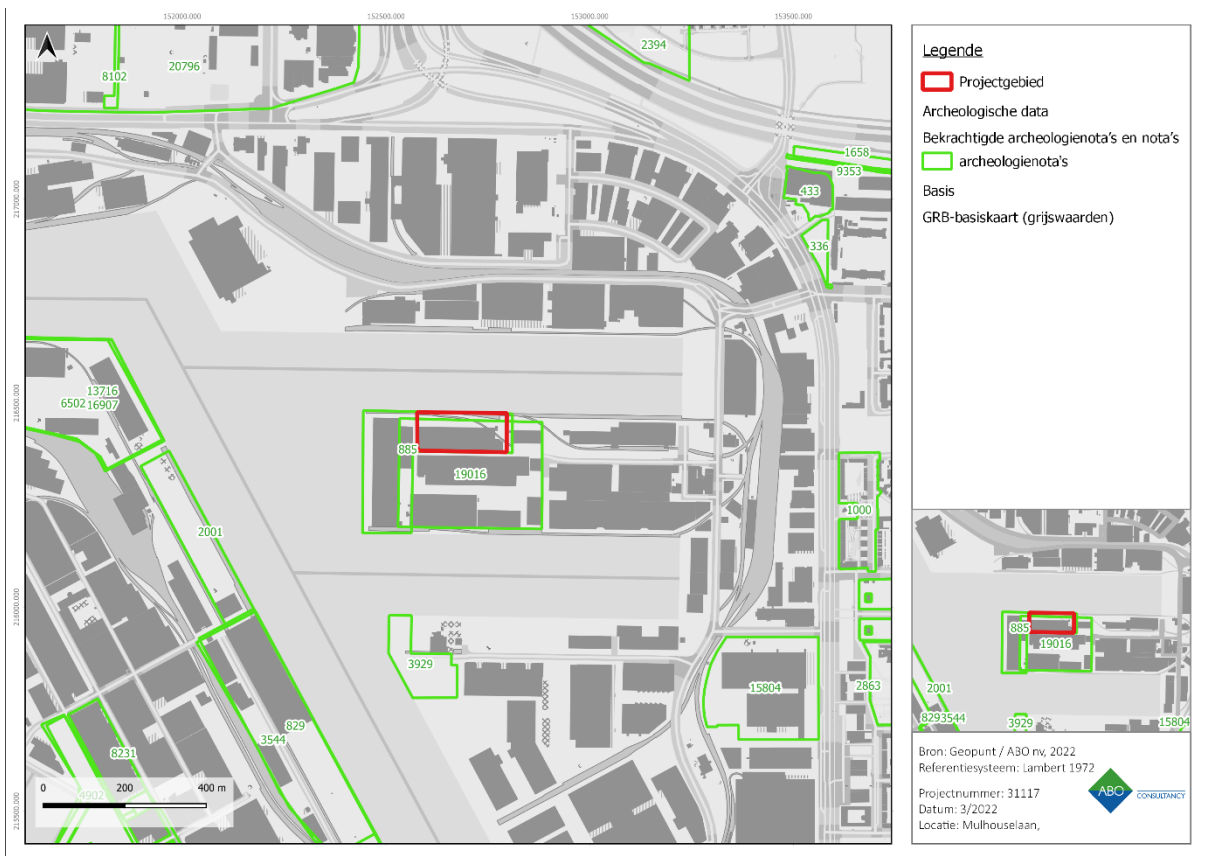 152000.000
152500.000
153000.000
153500.000
217000.000
216500.000
216000.000
215500.000
8102
20796
2394
1658
9353
433
336
13716
6502
16907
885
19016
2001
1000
3929
15804
2863
829
3544
8231
4902
0 200 400 m
Legende
Projectgebied
Archeologische data
Bekrachtigde archeologienota's en nota's
archeologienota's
Basis
GRB-basiskaart (grijswaarden)
885
19016
2001
8293544
3929
15804
Bron: Geopunt / ABO nv, 2022
Referentiesysteem: Lambert 1972
Projectnummer: 31117
Datum: 3/2022
Locatie: Mulhouselaan,
ABO
CONSULTANCY